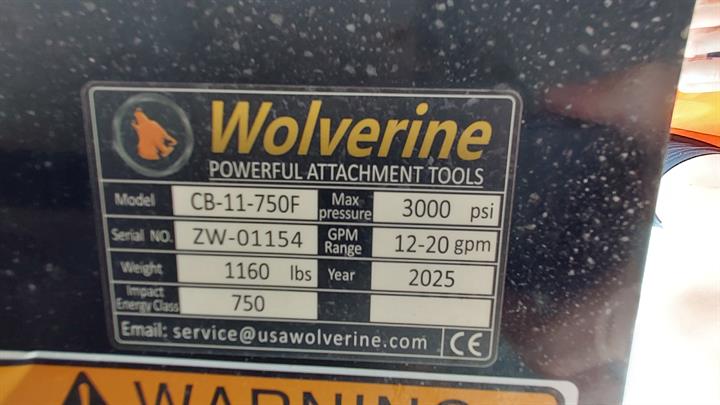 Wolverine
POWERFUL ATTACHMENT TOOLS
Model CB-11-750F Max pressure 3000 psi
Serial NO. ZW-01154 GPM Range 12-20 gpm
Weight 1160 lbs Year 2025
Impact Energy Class 750
Email: service@usawolverine.com CE
WARNING